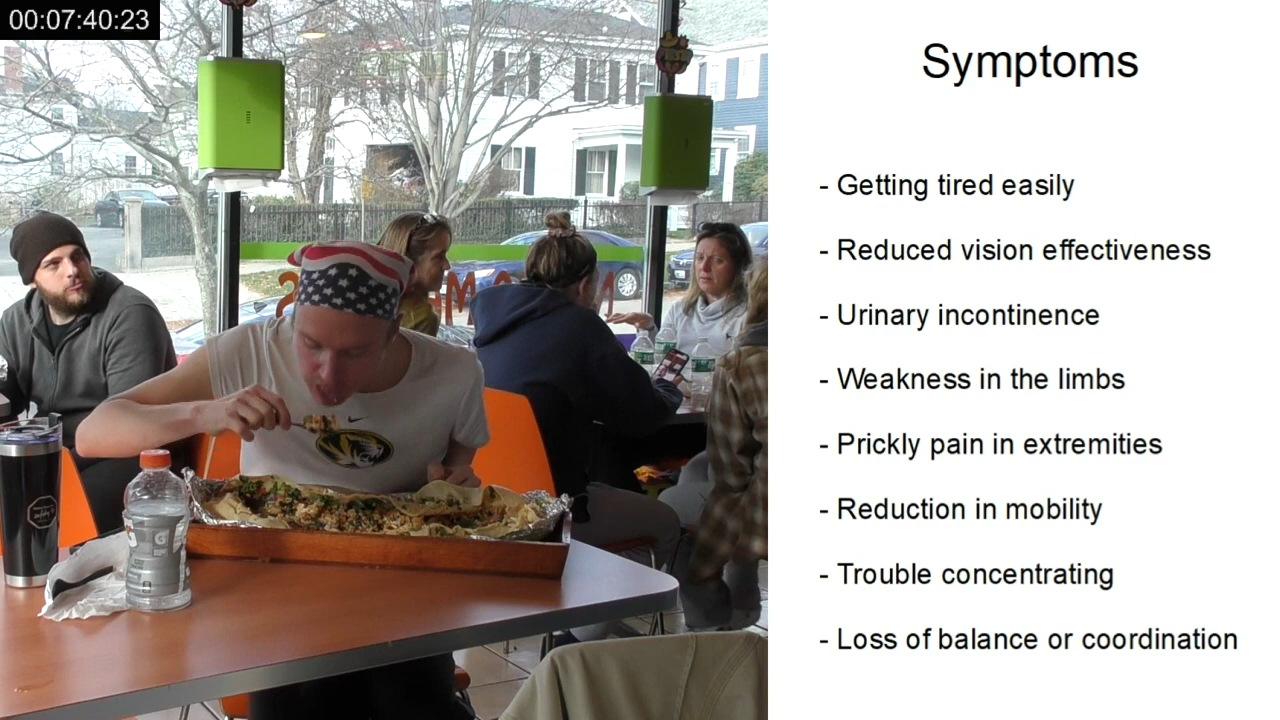 00:07:40:23
Symptoms
- Getting tired easily
- Reduced vision effectiveness
- Urinary incontinence
- Weakness in the limbs
- Prickly pain in extremities
- Reduction in mobility
- Trouble concentrating
- Loss of balance or coordination